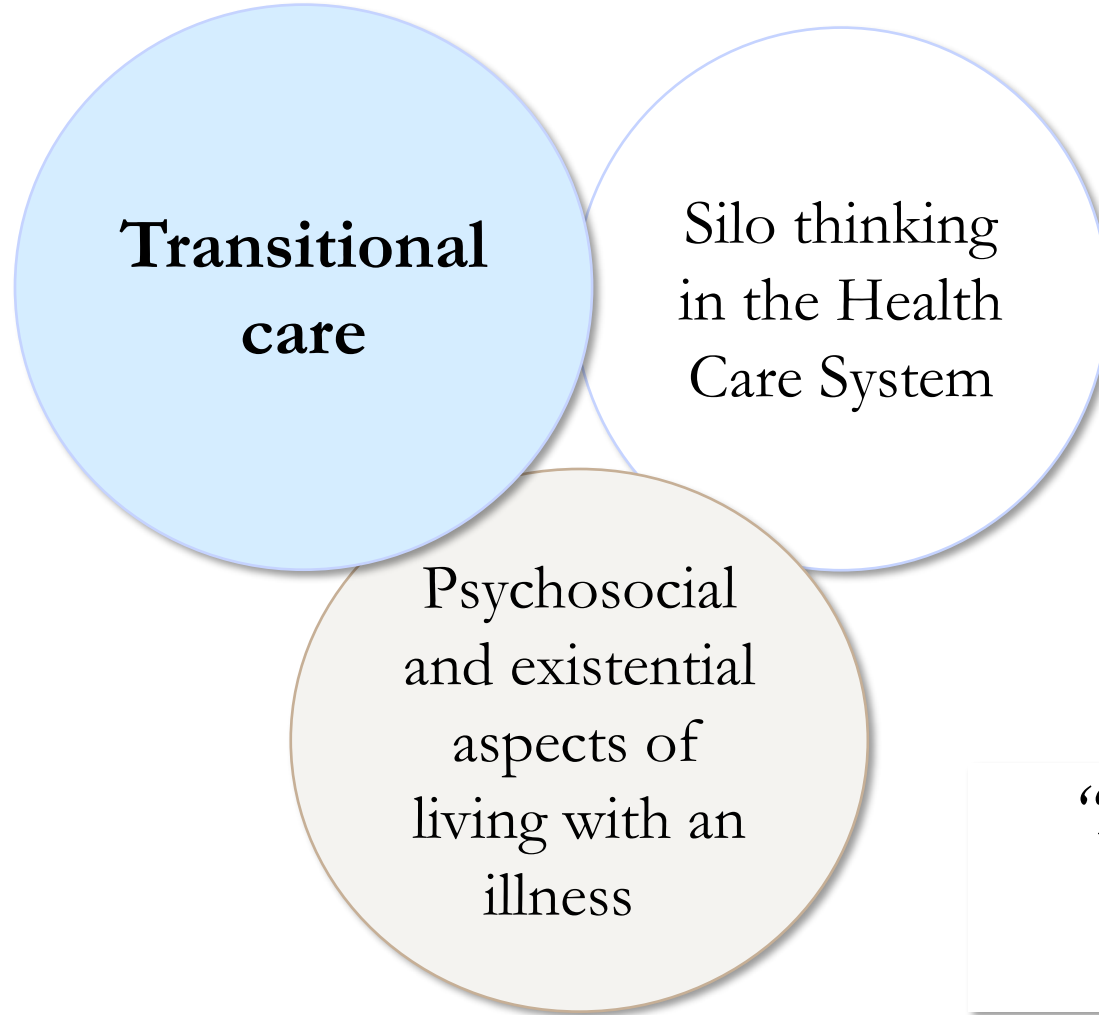 Transitional
care
Silo thinking
in the Health
Care System
Psychosocial
and existential
aspects of
living with an
illness
“